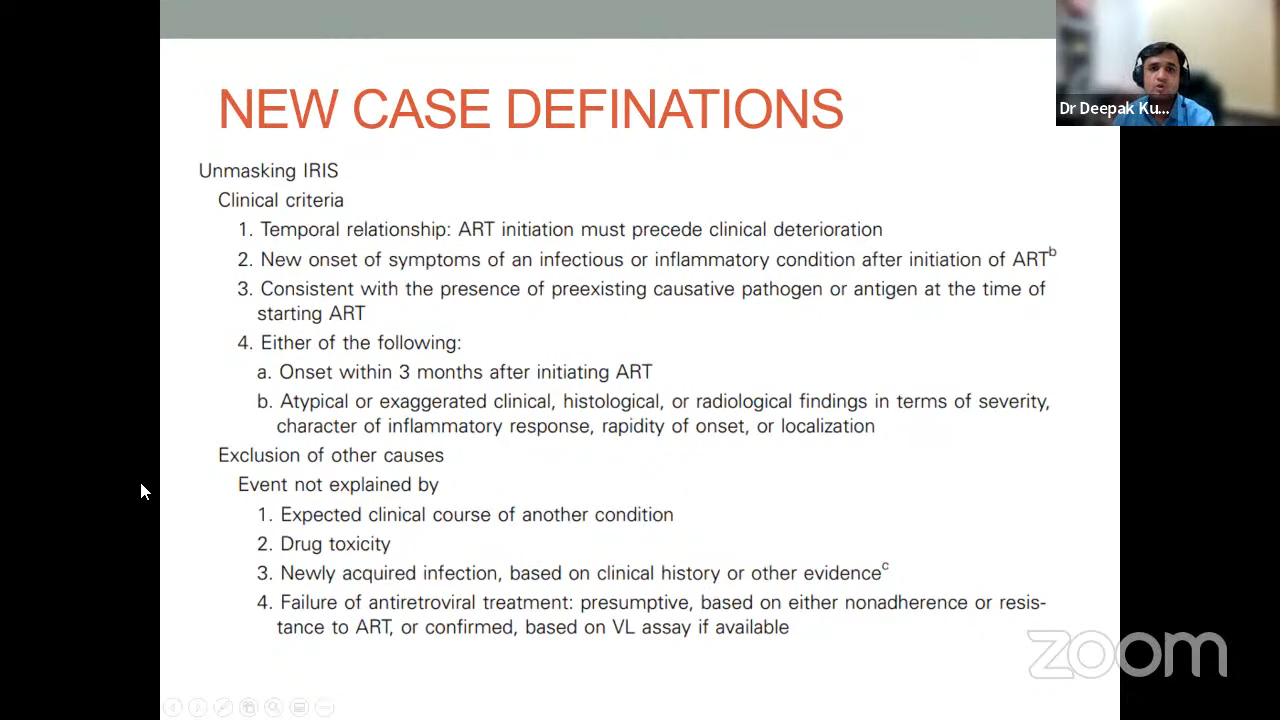 NEW CASE DEFINATIONS
Dr Deepak Ku...
Unmasking IRIS
Clinical criteria
1. Temporal relationship: ART initiation must precede clinical deterioration
2. New onset of symptoms of an infectious or inflammatory condition after initiation of ARTb
3. Consistent with the presence of preexisting causative pathogen or antigen at the time of
starting ART
4. Either of the following:
a. Onset within 3 months after initiating ART
b. Atypical or exaggerated clinical, histological, or radiological findings in terms of severity,
character of inflammatory response, rapidity of onset, or localization
Exclusion of other causes
Event not explained by
1. Expected clinical course of another condition
2. Drug toxicity
3. Newly acquired infection, based on clinical history or other evidencec
4. Failure of antiretroviral treatment: presumptive, based on either nonadherence or resis-
tance to ART, or confirmed, based on VL assay if available
zoom